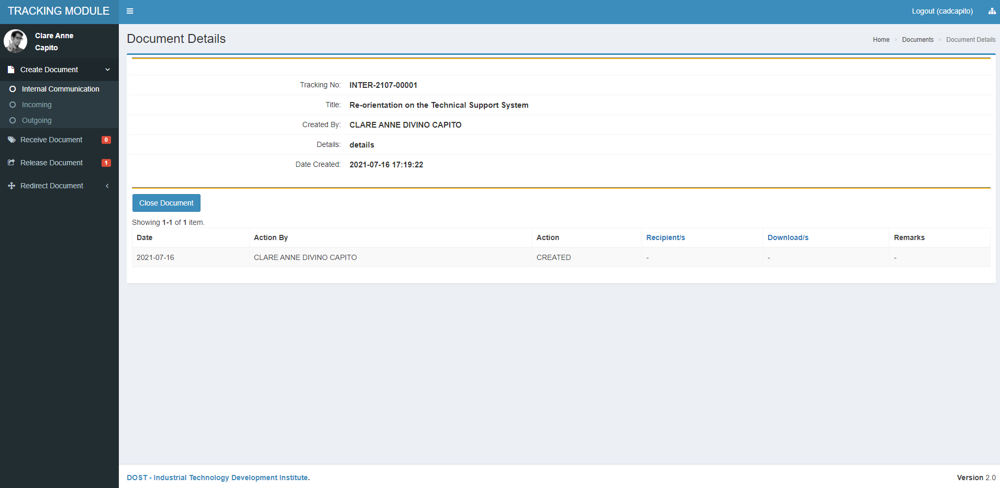 TRACKING MODULE
Logout (cadcapito)
Clare Anne
Capito
Create Document
Internal Communication
Incoming
Outgoing
Receive Document 0
Release Document 1
Redirect Document
Document Details
Home > Documents > Document Details
Tracking No: INTER-2107-00001
Title: Re-orientation on the Technical Support System
Created By: CLARE ANNE DIVINO CAPITO
Details: details
Date Created: 2021-07-16 17:19:22
Close Document
Showing 1-1 of 1 item.
Date Action By Action Recipient/s Download/s Remarks
2021-07-16 CLARE ANNE DIVINO CAPITO CREATED - - -
DOST - Industrial Technology Development Institute.
Version 2.0